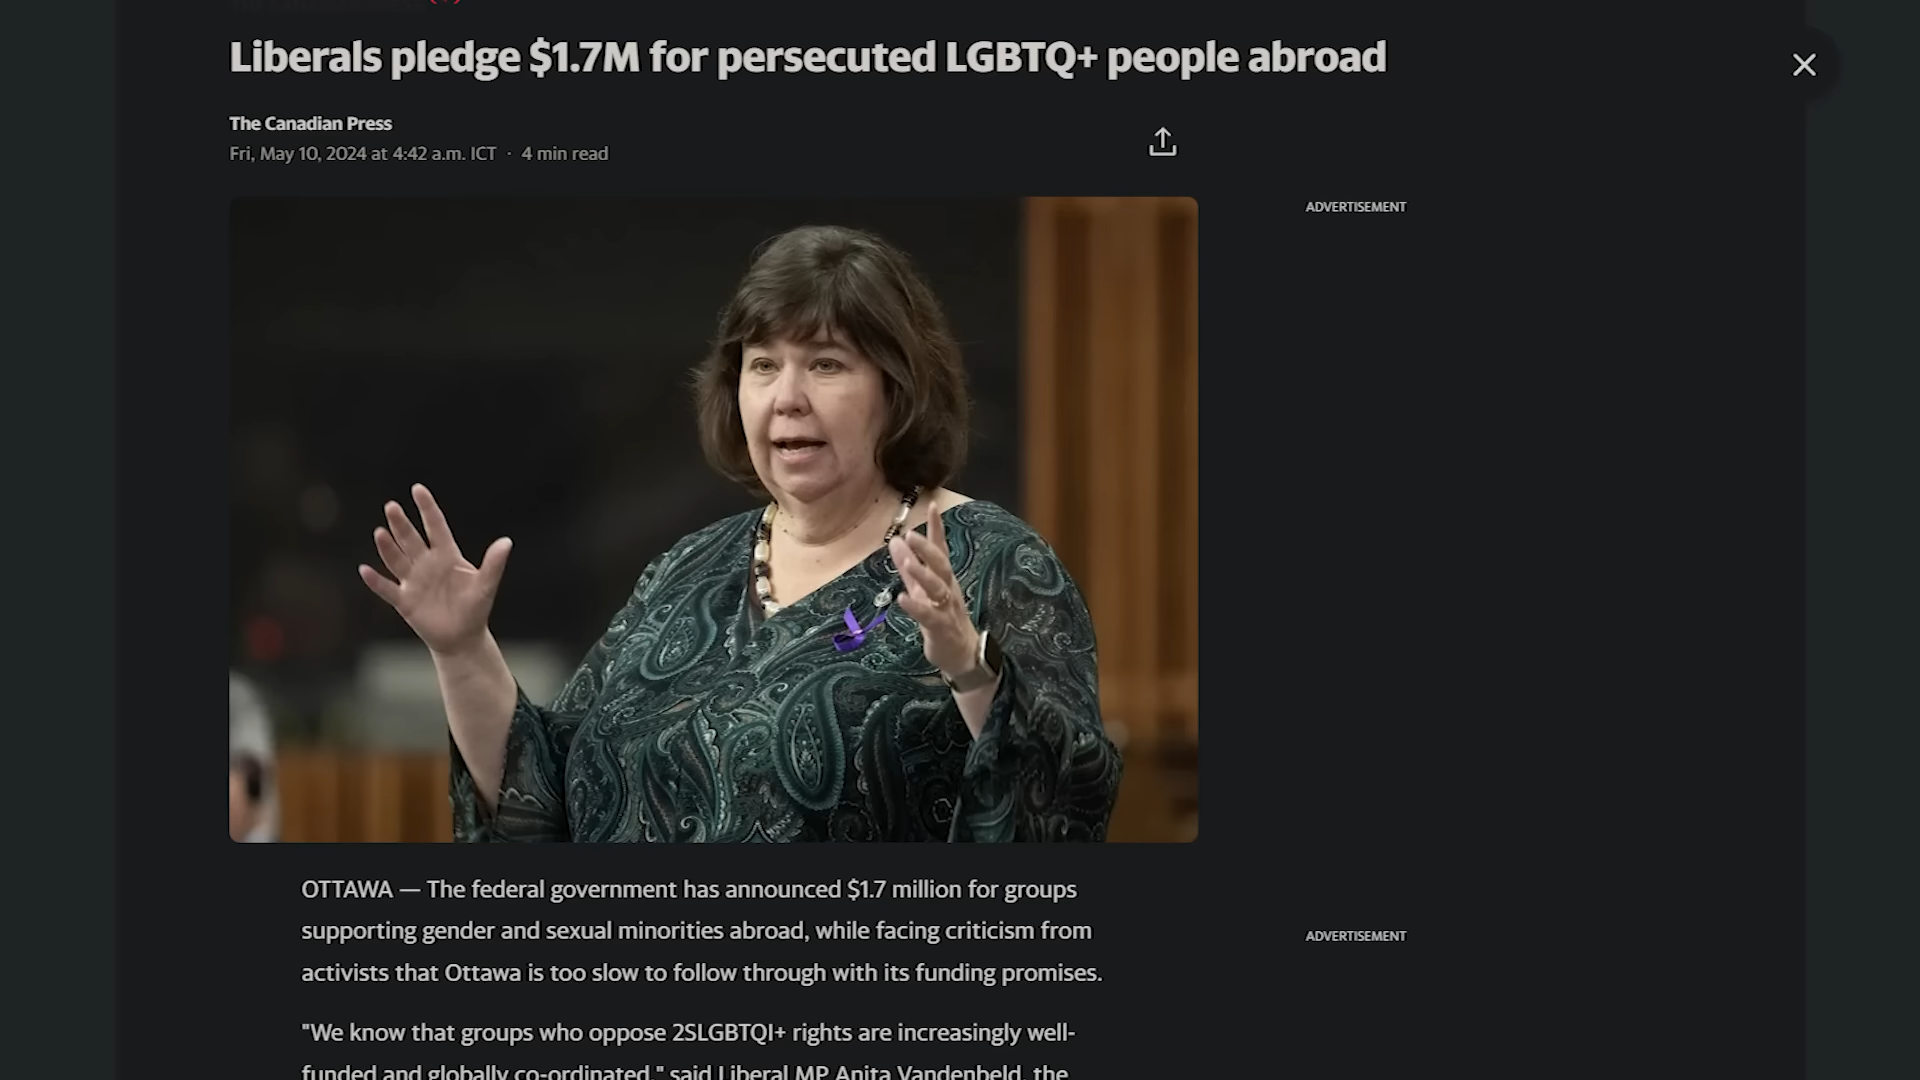 Liberals pledge $1.7M for persecuted LGBTQ+ people abroad
The Canadian Press
Fri, May 10, 2024 at 4:42 a.m. ICT · 4 min read
ADVERTISEMENT
OTTAWA — The federal government has announced $1.7 million for groups
supporting gender and sexual minorities abroad, while facing criticism from
activists that Ottawa is too slow to follow through with its funding promises.
ADVERTISEMENT
"We know that groups who oppose 2SLGBTQI+ rights are increasingly well-
funded and globally co-ordinated," said Liberal MP Anita Vandenbeld, the